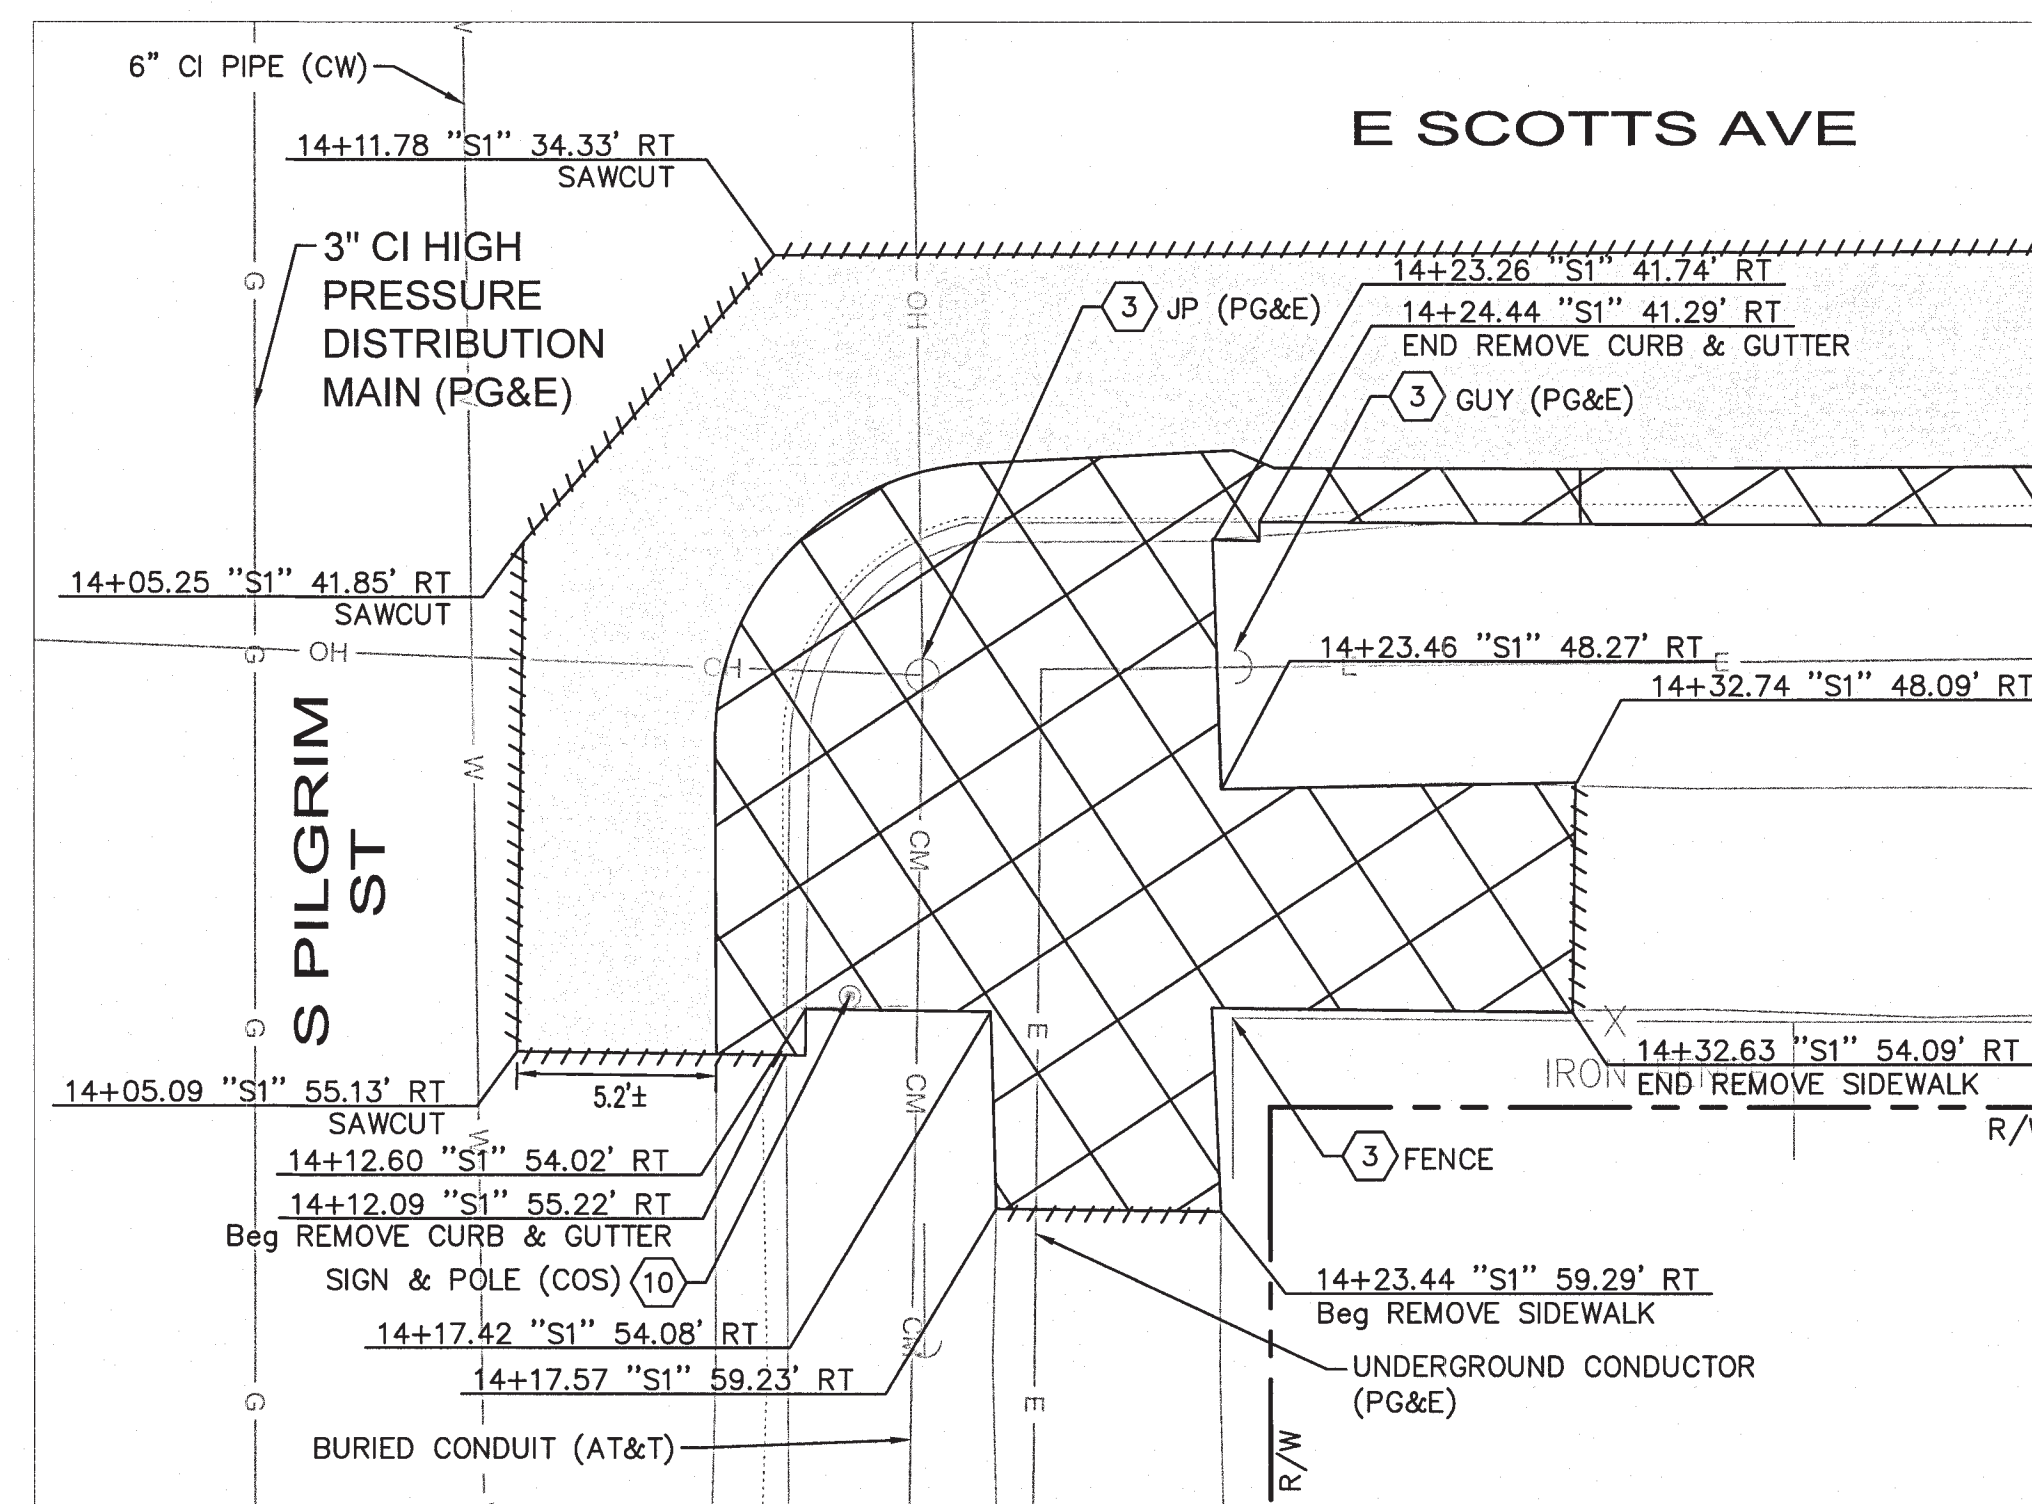 6" CI PIPE (CW)
E SCOTTS AVE
14+11.78 "S1" 34.33' RT
SAWCUT
3" CI HIGH
PRESSURE
DISTRIBUTION
MAIN (PG&E)
G
OH
3 JP (PG&E)
14+23.26 "S1" 41.74' RT
14+24.44 "S1" 41.29' RT
END REMOVE CURB & GUTTER
3 GUY (PG&E)
14+05.25 "S1" 41.85' RT
SAWCUT
G
OH
OH
14+23.46 "S1" 48.27' RT
E
E
14+32.74 "S1" 48.09' RT
S PILGRIM
ST
W
CM
G
E
X
IRON FENCE
14+32.63 "S1" 54.09' RT
END REMOVE SIDEWALK
5.2'±
CM
14+05.09 "S1" 55.13' RT
SAWCUT
W
R/W
14+12.60 "S1" 54.02' RT
3 FENCE
14+12.09 "S1" 55.22' RT
Beg REMOVE CURB & GUTTER
SIGN & POLE (COS) 10
14+23.44 "S1" 59.29' RT
Beg REMOVE SIDEWALK
14+17.42 "S1" 54.08' RT
CM
14+17.57 "S1" 59.23' RT
UNDERGROUND CONDUCTOR
(PG&E)
G
E
BURIED CONDUIT (AT&T)
R/W